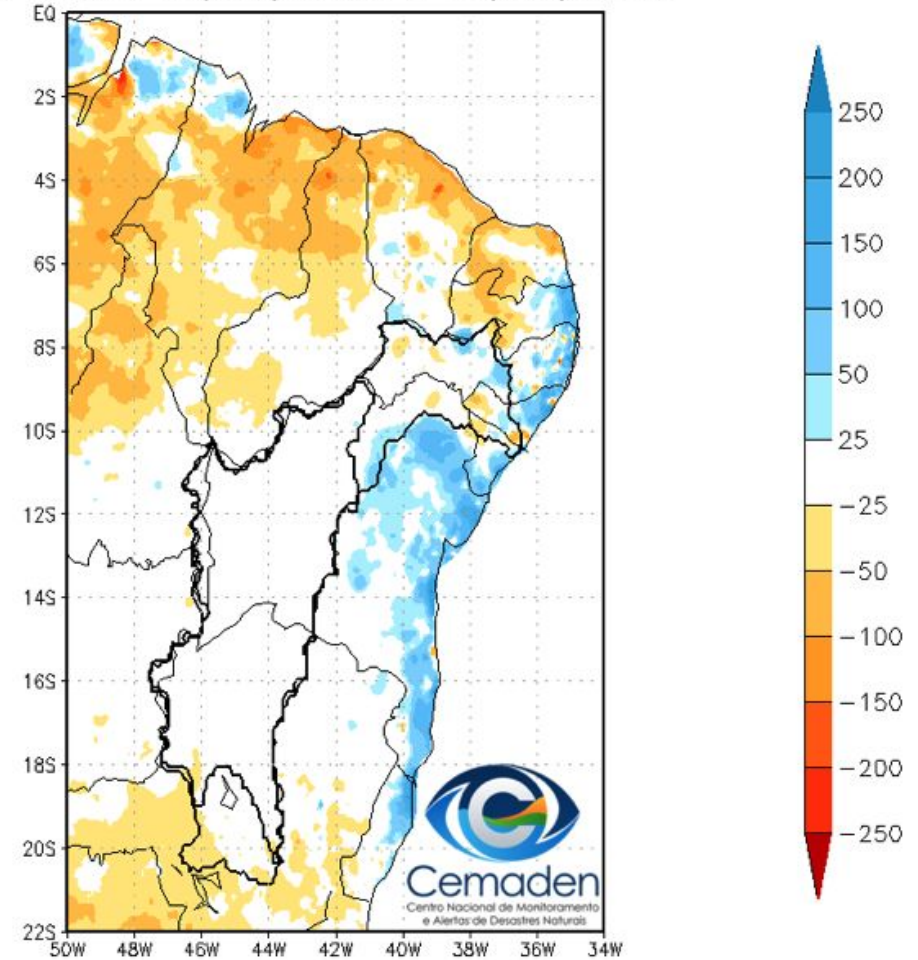 EQ
2S
4S
6S
8S
10S
12S
14S
16S
18S
20S
22S
50W 48W 46W 44W 42W 40W 38W 36W 34W
250
200
150
100
50
25
-25
-50
-100
-150
-200
-250
Cemaden
Centro Nacional de Monitoramento
e Alertas de Desastres Naturais